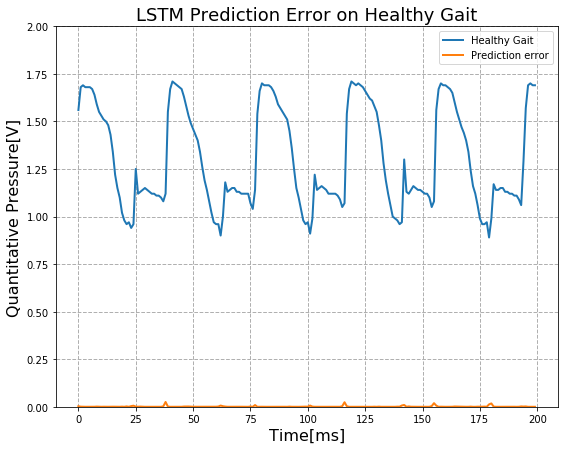 LSTM Prediction Error on Healthy Gait
Healthy Gait
Prediction error
Quantitative Pressure[V]
2.00
1.75
1.50
1.25
1.00
0.75
0.50
0.25
0.00
0 25 50 75 100 125 150 175 200
Time[ms]